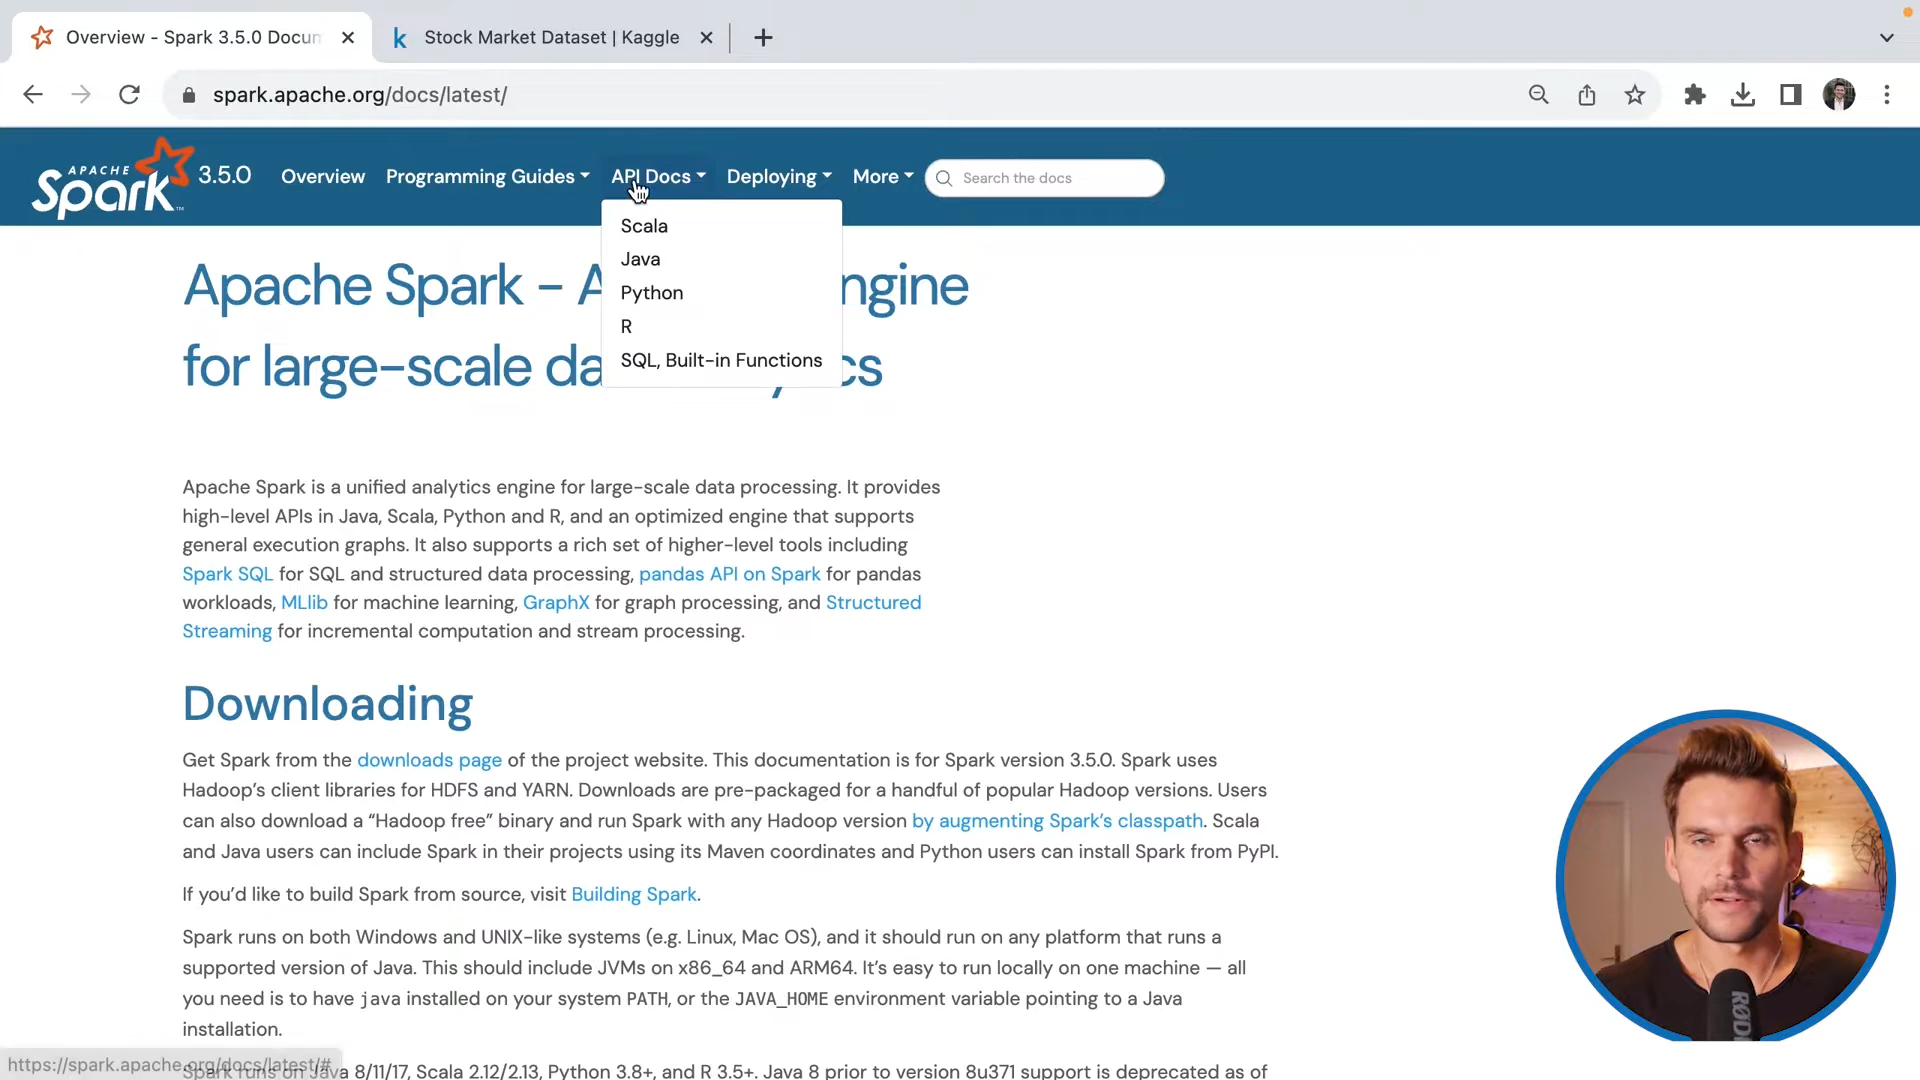 Overview - Spark 3.5.0 Docum
Stock Market Dataset | Kaggle
spark.apache.org/docs/latest/
APACHE Spark™ 3.5.0 Overview Programming Guides API Docs Deploying More Search the docs
Scala
Java
Python
R
SQL, Built-in Functions
Apache Spark - A ngine
for large-scale da cs
Apache Spark is a unified analytics engine for large-scale data processing. It provides
high-level APIs in Java, Scala, Python and R, and an optimized engine that supports
general execution graphs. It also supports a rich set of higher-level tools including
Spark SQL for SQL and structured data processing, pandas API on Spark for pandas
workloads, MLlib for machine learning, GraphX for graph processing, and Structured
Streaming for incremental computation and stream processing.
Downloading
Get Spark from the downloads page of the project website. This documentation is for Spark version 3.5.0. Spark uses
Hadoop’s client libraries for HDFS and YARN. Downloads are pre-packaged for a handful of popular Hadoop versions. Users
can also download a “Hadoop free” binary and run Spark with any Hadoop version by augmenting Spark’s classpath. Scala
and Java users can include Spark in their projects using its Maven coordinates and Python users can install Spark from PyPI.
If you’d like to build Spark from source, visit Building Spark.
Spark runs on both Windows and UNIX-like systems (e.g. Linux, Mac OS), and it should run on any platform that runs a
supported version of Java. This should include JVMs on x86_64 and ARM64. It’s easy to run locally on one machine — all
you need is to have java installed on your system PATH, or the JAVA_HOME environment variable pointing to a Java
installation.
https://spark.apache.org/docs/latest/#
Spark runs on Java 8/11/17, Scala 2.12/2.13, Python 3.8+, and R 3.5+. Java 8 prior to version 8u371 support is deprecated as of
RØD